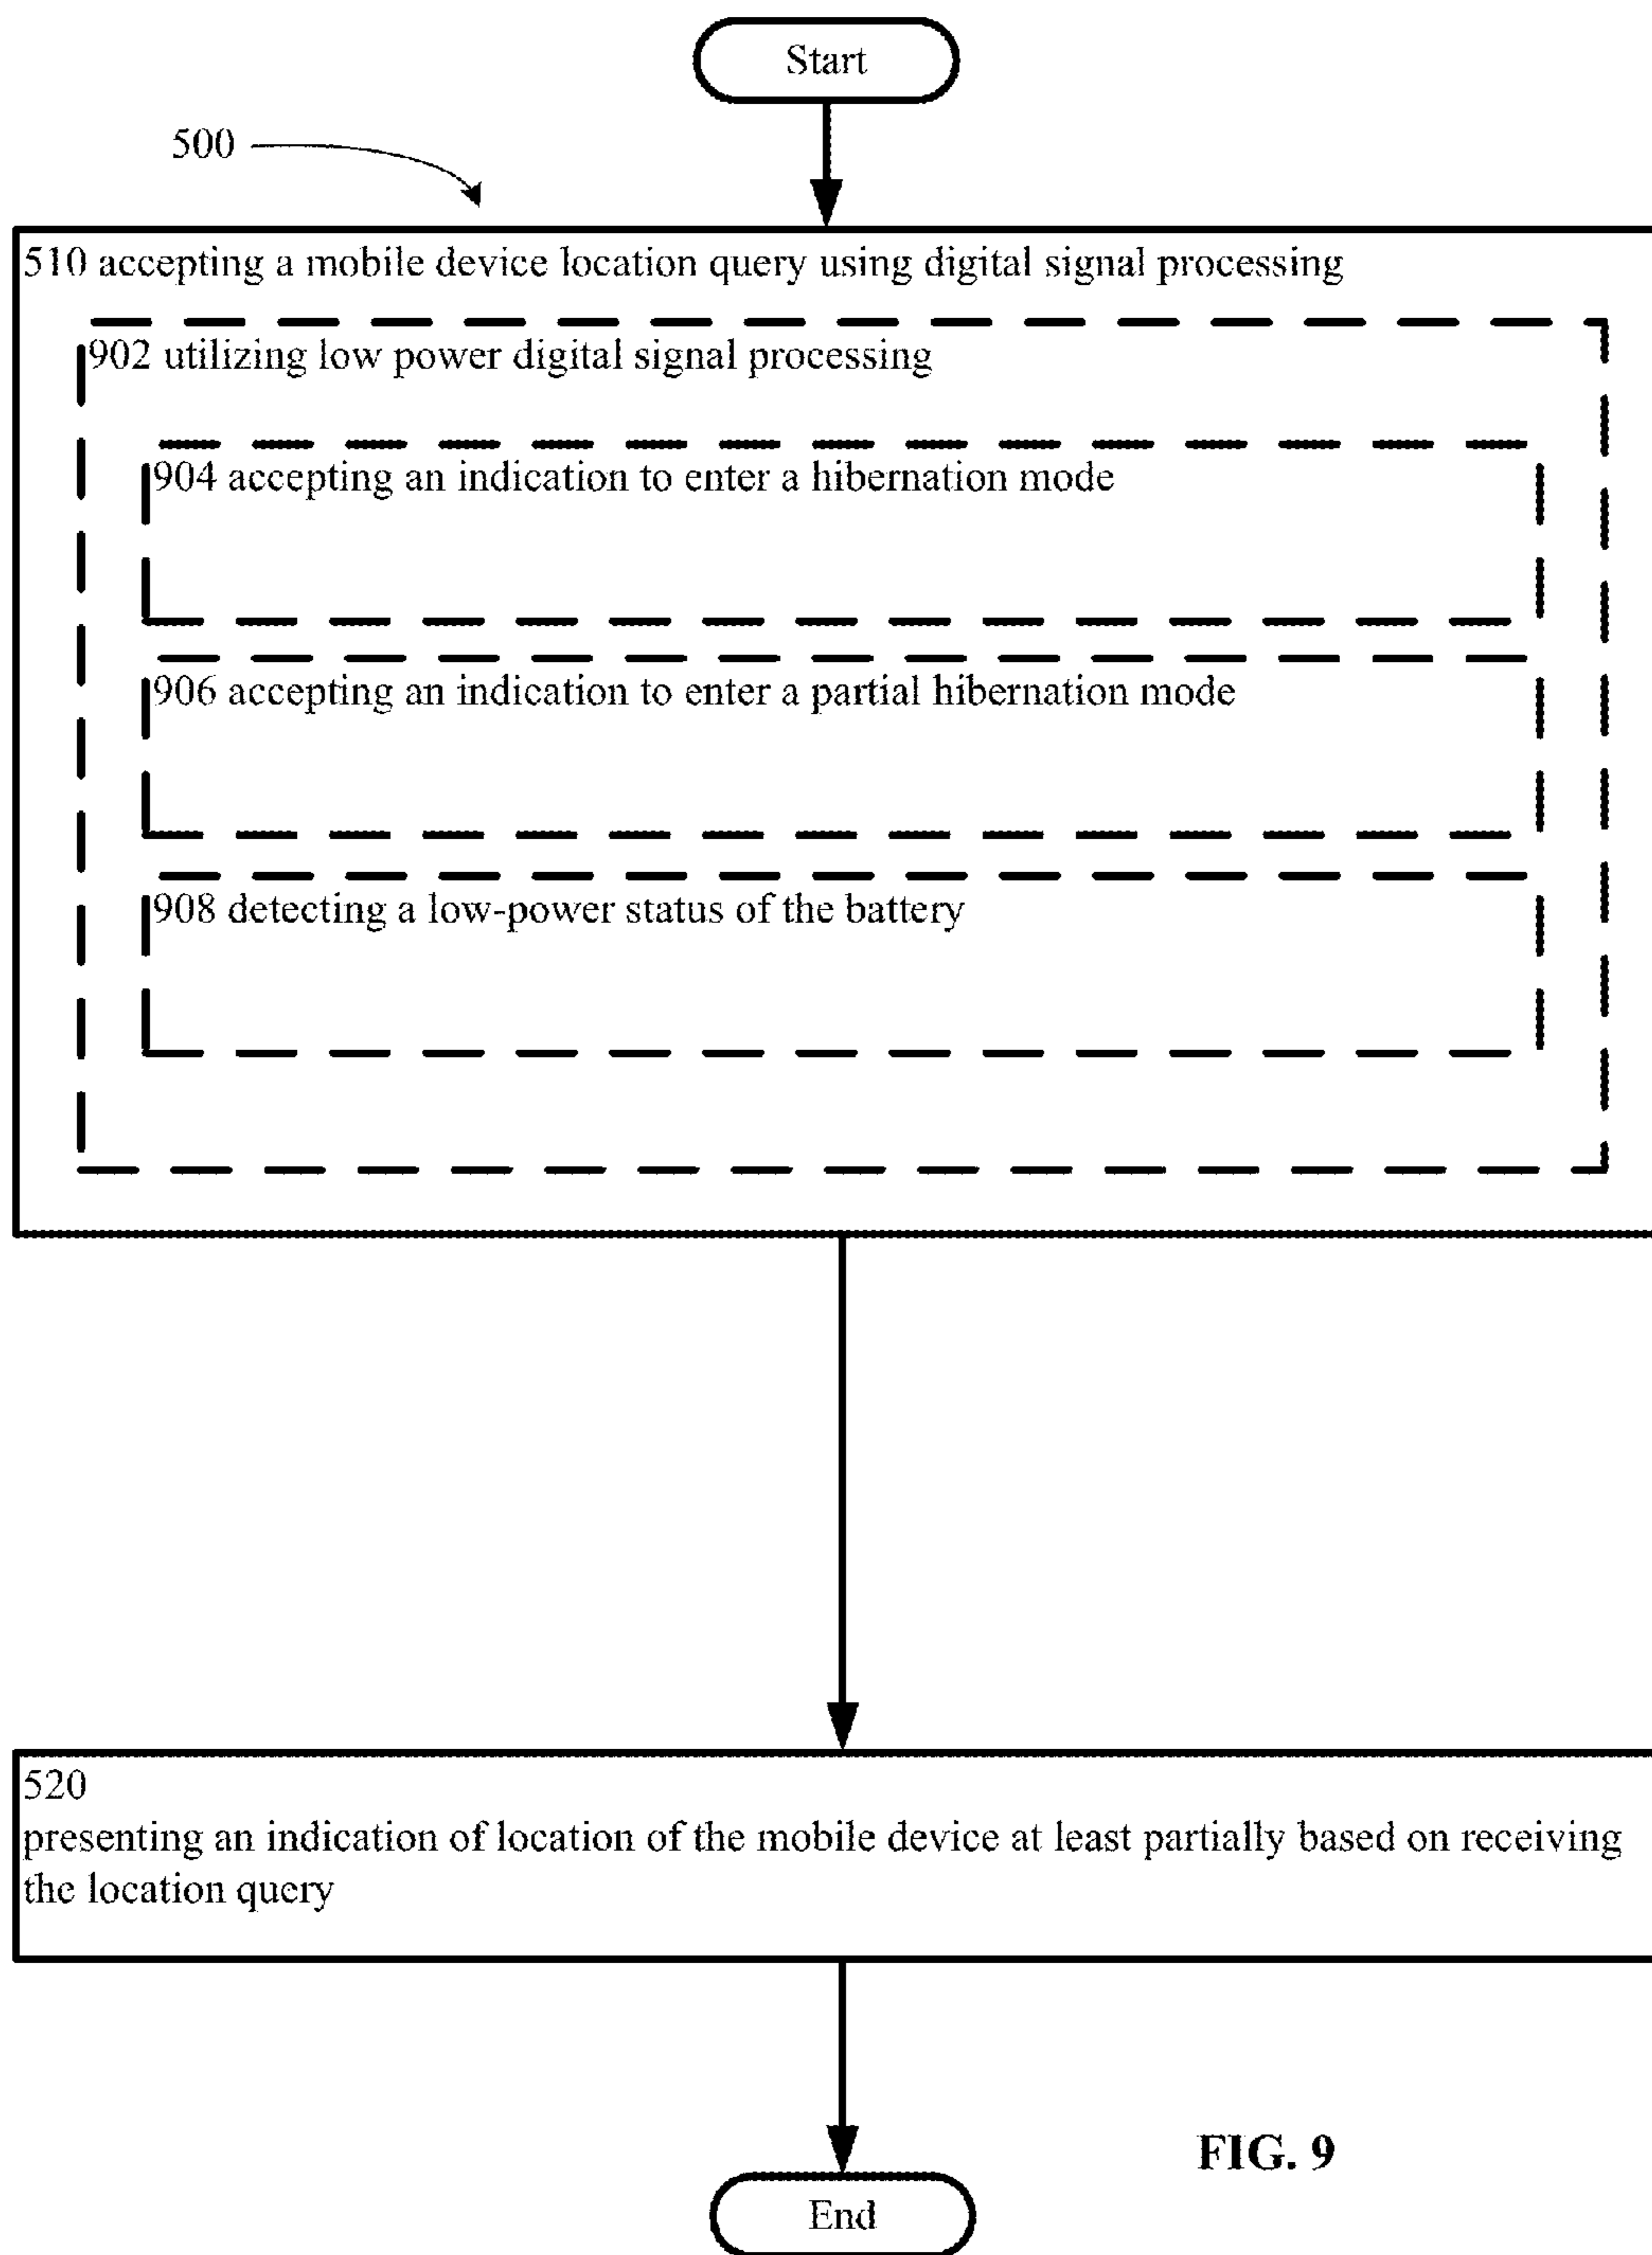 Start
500
510 accepting a mobile device location query using digital signal processing
902 utilizing low power digital signal processing
904 accepting an indication to enter a hibernation mode
906 accepting an indication to enter a partial hibernation mode
908 detecting a low-power status of the battery
520
presenting an indication of location of the mobile device at least partially based on receiving
the location query
FIG. 9
End